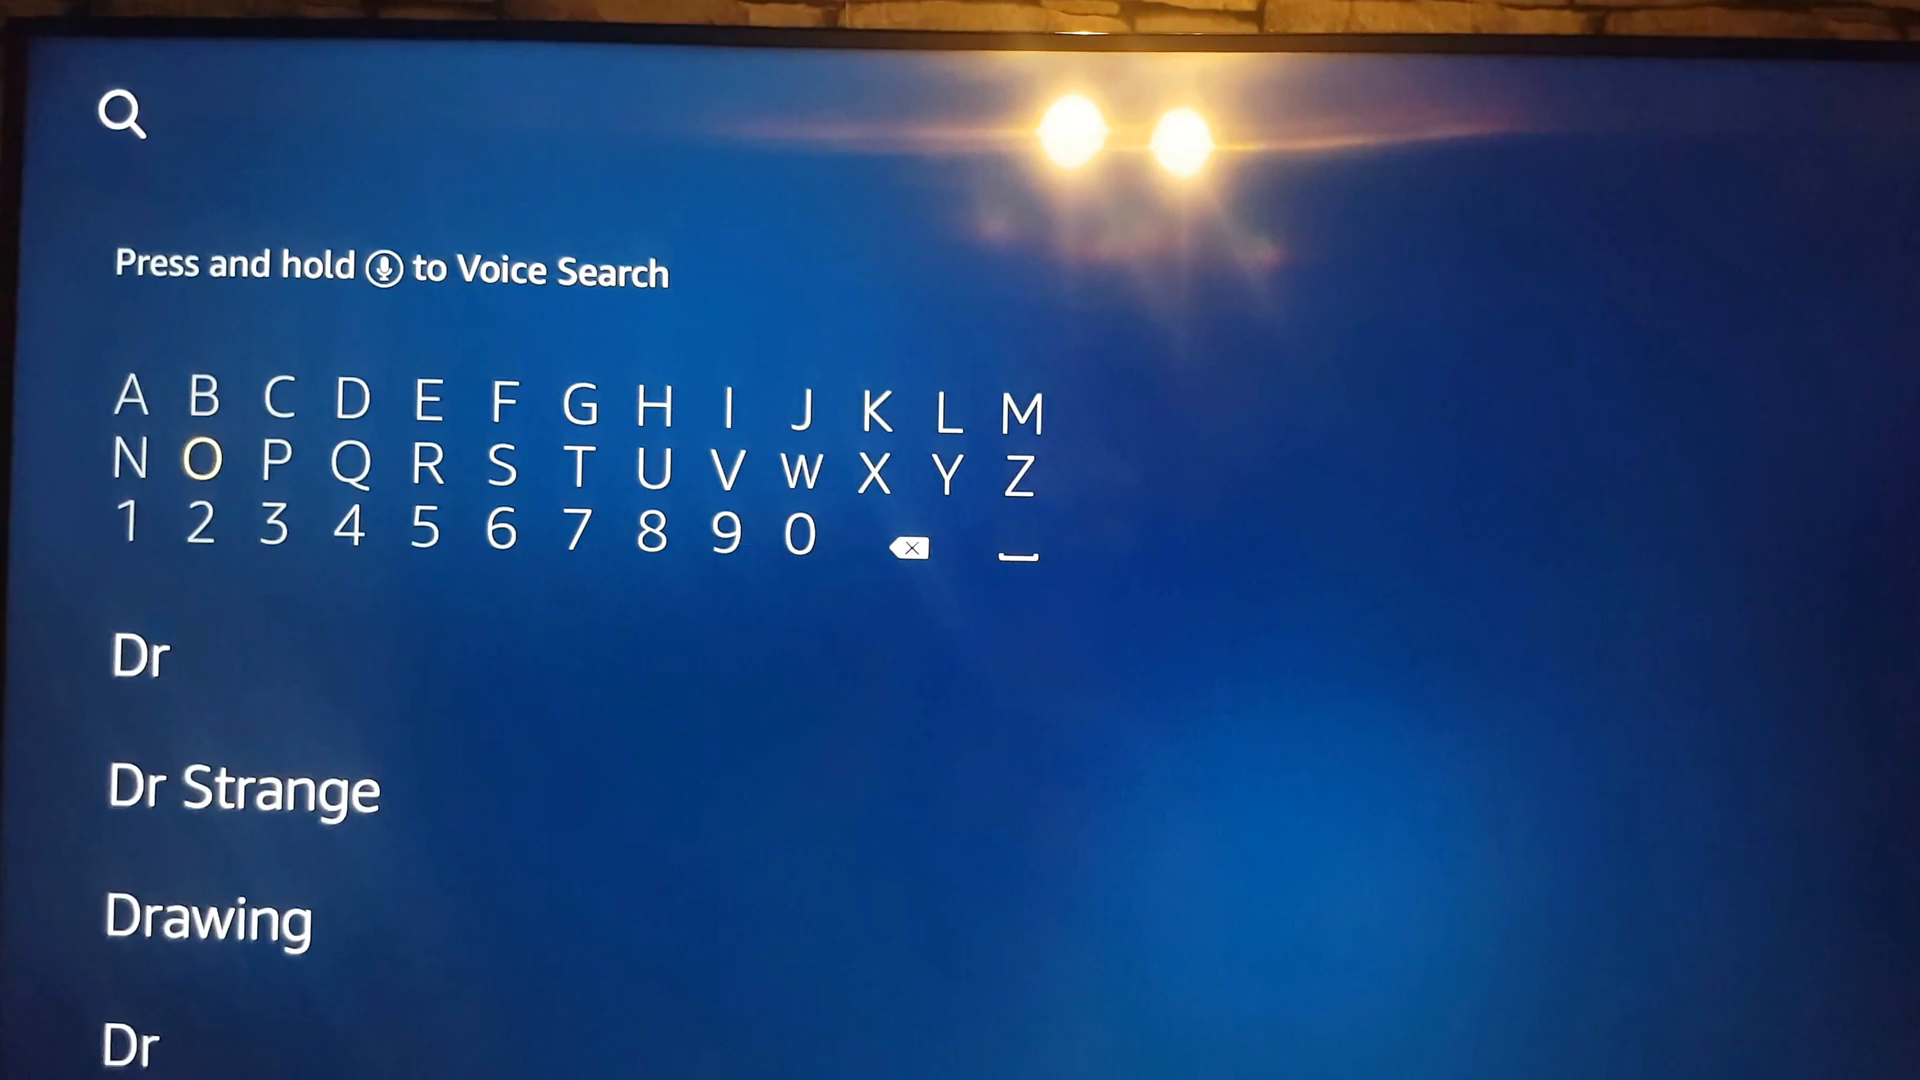 Press and hold to Voice Search
A B C D E F G H I J K L M
N O P Q R S T U V W X Y Z
1 2 3 4 5 6 7 8 9 0
Dr
Dr Strange
Drawing
Dr